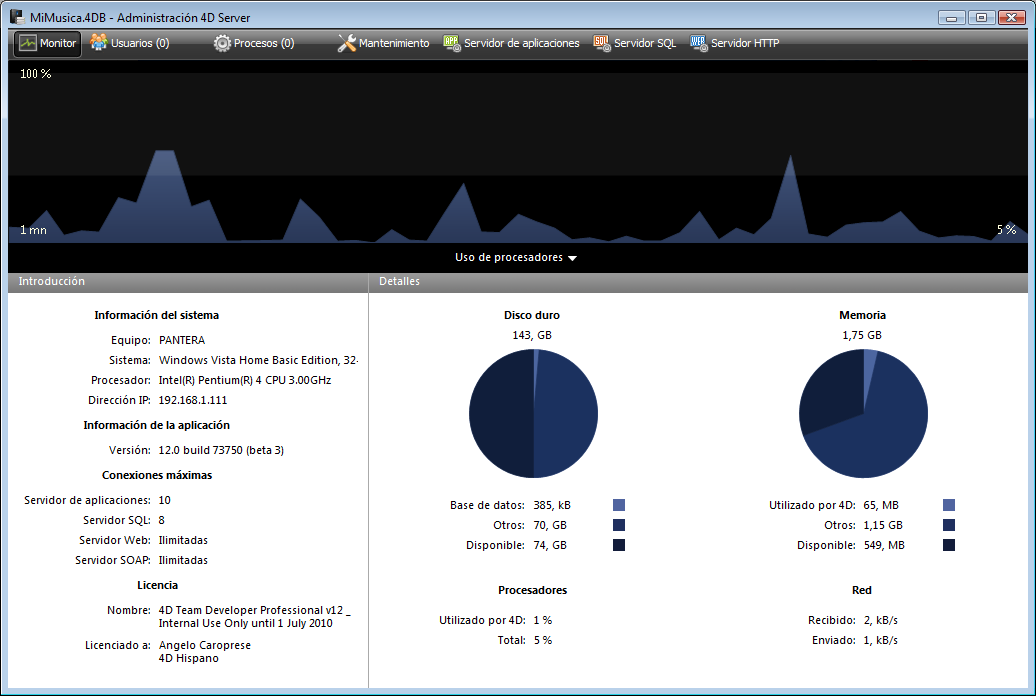 MiMusica.4DB - Administración 4D Server
Monitor Usuarios (0) Procesos (0) Mantenimiento APP Servidor de aplicaciones SQL Servidor SQL WEB Servidor HTTP
100 %
1 mn 5 %
Uso de procesadores
Introducción
Información del sistema
Equipo: PANTERA
Sistema: Windows Vista Home Basic Edition, 32-
Procesador: Intel(R) Pentium(R) 4 CPU 3.00GHz
Dirección IP: 192.168.1.111
Información de la aplicación
Versión: 12.0 build 73750 (beta 3)
Conexiones máximas
Servidor de aplicaciones: 10
Servidor SQL: 8
Servidor Web: Ilimitadas
Servidor SOAP: Ilimitadas
Licencia
Nombre: 4D Team Developer Professional v12 _
Internal Use Only until 1 July 2010
Licenciado a: Angelo Caroprese
4D Hispano
Detalles
Disco duro
143, GB
Base de datos: 385, kB
Otros: 70, GB
Disponible: 74, GB
Memoria
1,75 GB
Utilizado por 4D: 65, MB
Otros: 1,15 GB
Disponible: 549, MB
Procesadores
Utilizado por 4D: 1 %
Total: 5 %
Red
Recibido: 2, kB/s
Enviado: 1, kB/s